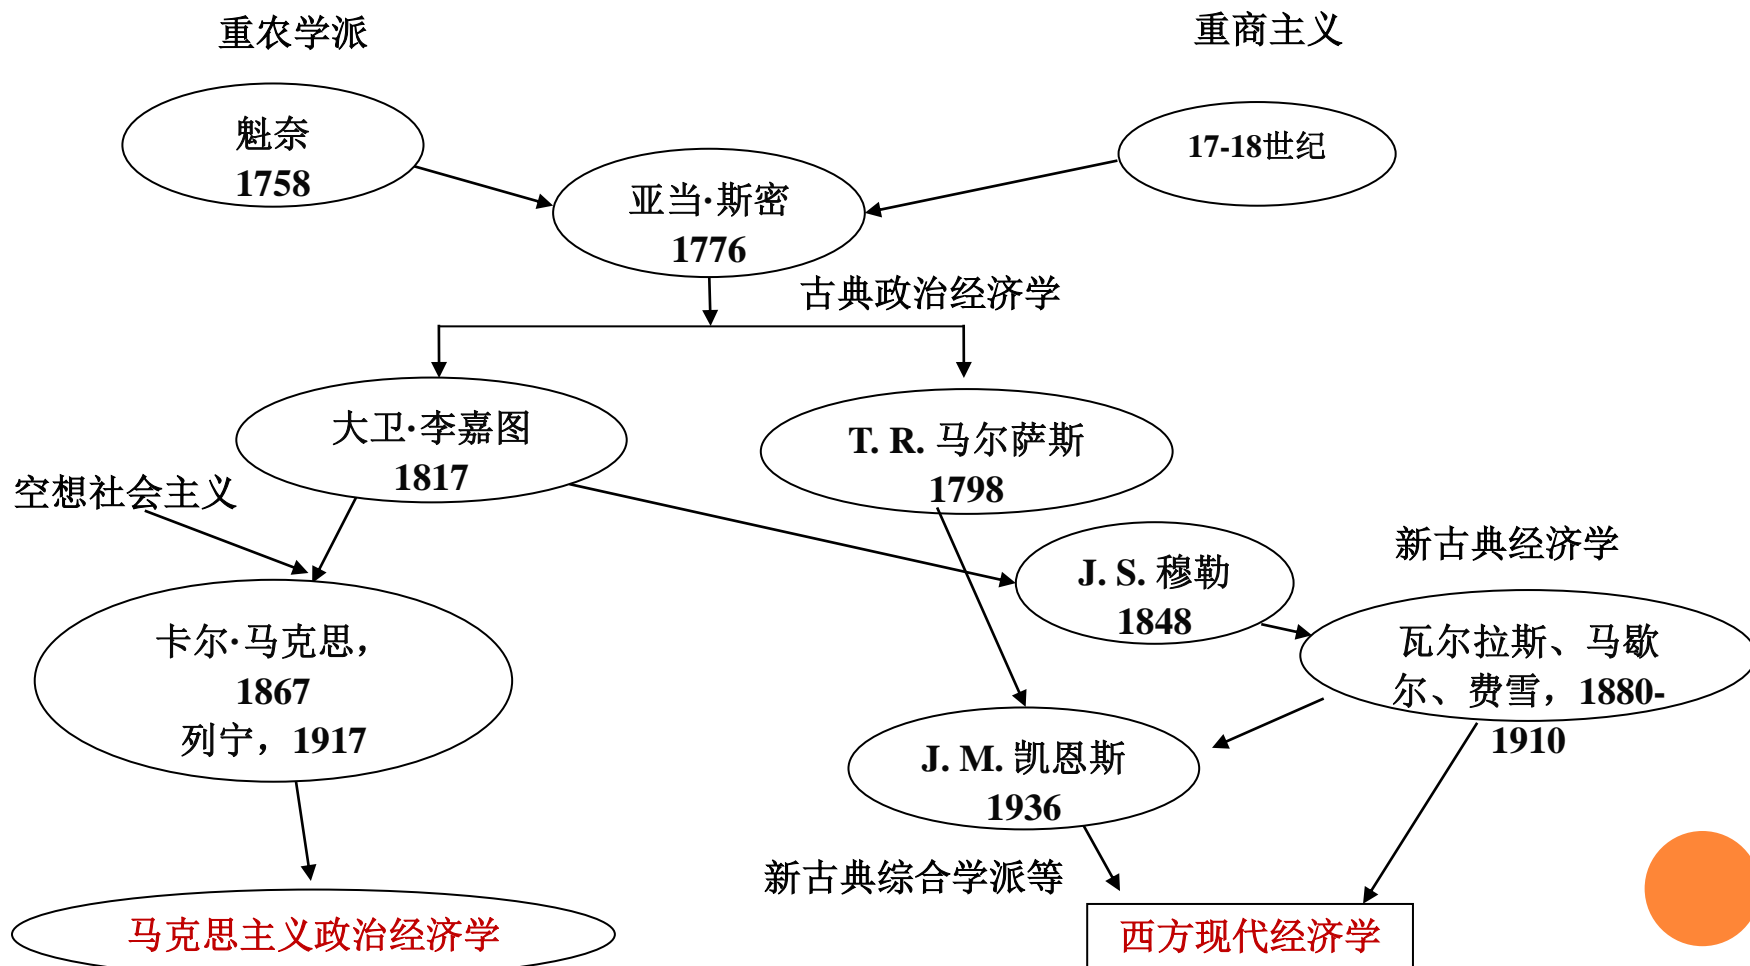 重农学派
重商主义
魁奈
1758
17-18世纪
亚当·斯密
1776
古典政治经济学
大卫·李嘉图
1817
T. R. 马尔萨斯
1798
空想社会主义
J. S. 穆勒
1848
新古典经济学
卡尔·马克思，
1867
列宁，1917
瓦尔拉斯、马歇
尔、费雪，1880-
1910
J. M. 凯恩斯
1936
新古典综合学派等
马克思主义政治经济学
西方现代经济学